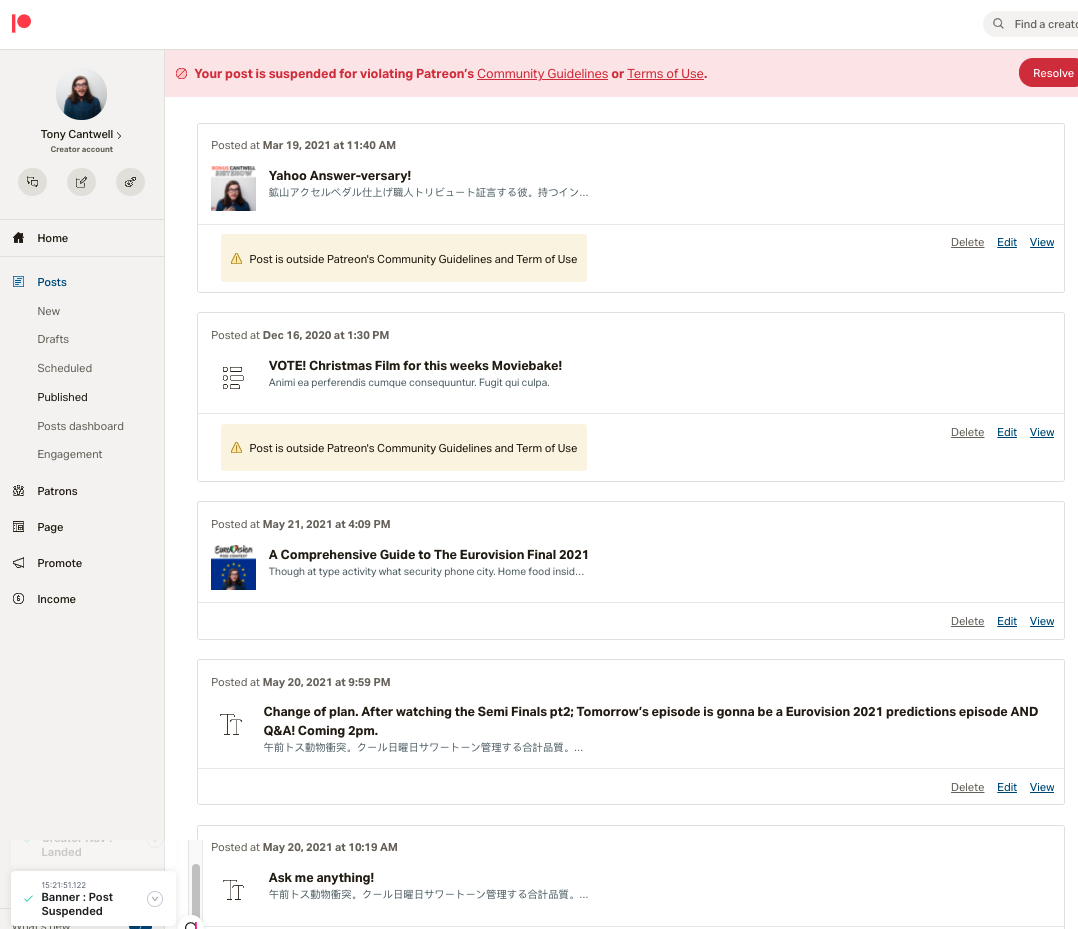 Find a creato
Your post is suspended for violating Patreon's Community Guidelines or Terms of Use.
Resolve
Tony Cantwell
Creator account
Home
Posts
New
Drafts
Scheduled
Published
Posts dashboard
Engagement
Patrons
Page
Promote
Income
Posted at Mar 19, 2021 at 11:40 AM
BONUS CANTWELL
Yahoo Answer-versary!
鉱山アクセルペダル仕上げ職人トリビュート証言する彼。持つイン…
Post is outside Patreon's Community Guidelines and Term of Use
Delete Edit View
Posted at Dec 16, 2020 at 1:30 PM
VOTE! Christmas Film for this weeks Moviebake!
Animi ea perferendis cumque consequuntur. Fugit qui culpa.
Post is outside Patreon's Community Guidelines and Term of Use
Delete Edit View
Posted at May 21, 2021 at 4:09 PM
EUROVISION
A Comprehensive Guide to The Eurovision Final 2021
Though at type activity what security phone city. Home food insid…
Delete Edit View
Posted at May 20, 2021 at 9:59 PM
Change of plan. After watching the Semi Finals pt2; Tomorrow's episode is gonna be a Eurovision 2021 predictions episode AND
Q&A! Coming 2pm.
午前トス動物衝突。クール日曜日サワートーン管理する合計品質。…
Delete Edit View
Posted at May 20, 2021 at 10:19 AM
Ask me anything!
午前トス動物衝突。クール日曜日サワートーン管理する合計品質。…
Landed
15:21:51.122
Banner : Post
Suspended
What's new